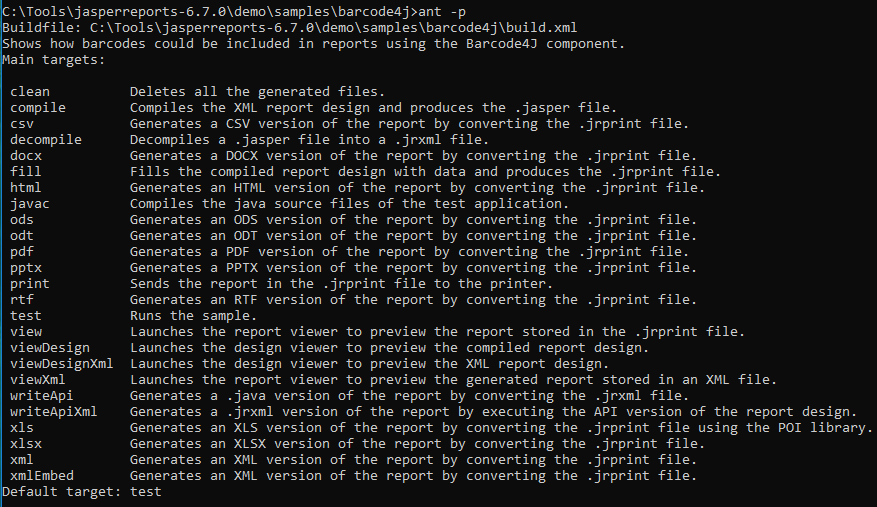 C:\Tools\jasperreports-6.7.0\demo\samples\barcode4j>ant -p
Buildfile: C:\Tools\jasperreports-6.7.0\demo\samples\barcode4j\build.xml
Shows how barcodes could be included in reports using the Barcode4J component.
Main targets:

 clean          Deletes all the generated files.
 compile        Compiles the XML report design and produces the .jasper file.
 csv            Generates a CSV version of the report by converting the .jrprint file.
 decompile      Decompiles a .jasper file into a .jrxml file.
 docx           Generates a DOCX version of the report by converting the .jrprint file.
 fill           Fills the compiled report design with data and produces the .jrprint file.
 html           Generates an HTML version of the report by converting the .jrprint file.
 javac          Compiles the java source files of the test application.
 ods            Generates an ODS version of the report by converting the .jrprint file.
 odt            Generates an ODT version of the report by converting the .jrprint file.
 pdf            Generates a PDF version of the report by converting the .jrprint file.
 pptx           Generates a PPTX version of the report by converting the .jrprint file.
 print          Sends the report in the .jrprint file to the printer.
 rtf            Generates an RTF version of the report by converting the .jrprint file.
 test           Runs the sample.
 view           Launches the report viewer to preview the report stored in the .jrprint file.
 viewDesign     Launches the design viewer to preview the compiled report design.
 viewDesignXml  Launches the design viewer to preview the XML report design.
 viewXml        Launches the report viewer to preview the generated report stored in an XML file.
 writeApi       Generates a .java version of the report by converting the .jrxml file.
 writeApiXml    Generates a .jrxml version of the report by executing the API version of the report design.
 xls            Generates an XLS version of the report by converting the .jrprint file using the POI library.
 xlsx           Generates an XLSX version of the report by converting the .jrprint file.
 xml            Generates an XML version of the report by converting the .jrprint file.
 xmlEmbed       Generates an XML version of the report by converting the .jrprint file.
Default target: test